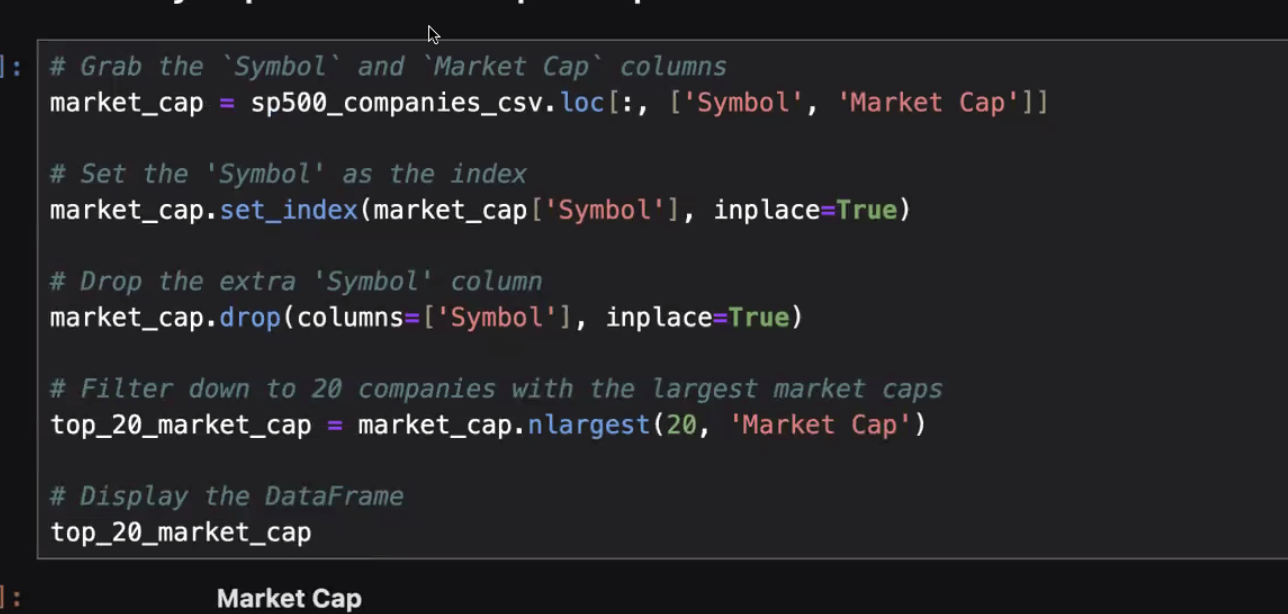 ]: # Grab the `Symbol` and `Market Cap` columns
market_cap = sp500_companies_csv.loc[:, ['Symbol', 'Market Cap']]
# Set the 'Symbol' as the index
market_cap.set_index(market_cap['Symbol'], inplace=True)
# Drop the extra 'Symbol' column
market_cap.drop(columns=['Symbol'], inplace=True)
# Filter down to 20 companies with the largest market caps
top_20_market_cap = market_cap.nlargest(20, 'Market Cap')
# Display the DataFrame
top_20_market_cap
]: Market Cap